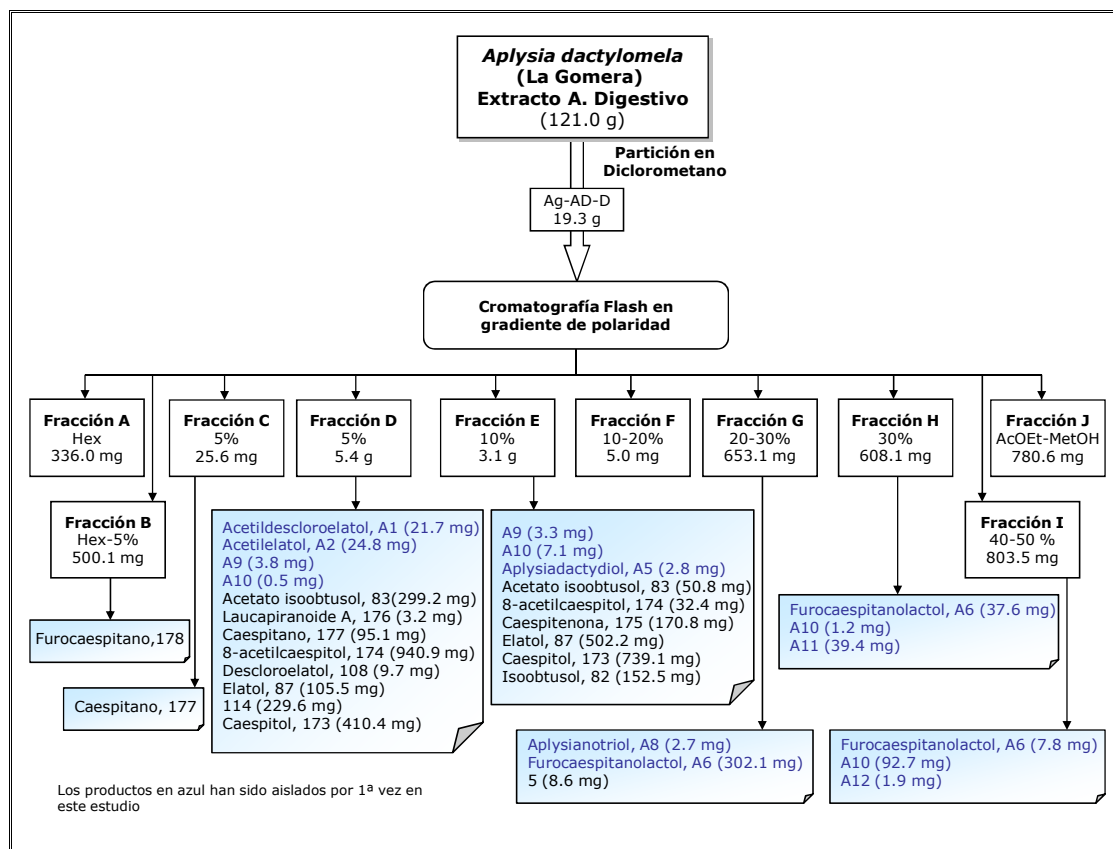 Aplysia dactylomela
(La Gomera)
Extracto A. Digestivo
(121.0 g)
Partición en
Diclorometano
Ag-AD-D
19.3 g
Cromatografía Flash en
gradiente de polaridad
Fracción A
Hex
336.0 mg
Fracción C
5%
25.6 mg
Fracción D
5%
5.4 g
Fracción E
10%
3.1 g
Fracción F
10-20%
5.0 mg
Fracción G
20-30%
653.1 mg
Fracción H
30%
608.1 mg
Fracción J
AcOEt-MetOH
780.6 mg
Fracción B
Hex-5%
500.1 mg
Fracción I
40-50 %
803.5 mg
Furocaespitano,178
Caespitano, 177
Acetildescloroelatol, A1 (21.7 mg)
Acetilelatol, A2 (24.8 mg)
A9 (3.8 mg)
A10 (0.5 mg)
Acetato isoobtusol, 83(299.2 mg)
Laucapiranoide A, 176 (3.2 mg)
Caespitano, 177 (95.1 mg)
8-acetilcaespitol, 174 (940.9 mg)
Descloroelatol, 108 (9.7 mg)
Elatol, 87 (105.5 mg)
114 (229.6 mg)
Caespitol, 173 (410.4 mg)
A9 (3.3 mg)
A10 (7.1 mg)
Aplysiadactydiol, A5 (2.8 mg)
Acetato isoobtusol, 83 (50.8 mg)
8-acetilcaespitol, 174 (32.4 mg)
Caespitenona, 175 (170.8 mg)
Elatol, 87 (502.2 mg)
Caespitol, 173 (739.1 mg)
Isoobtusol, 82 (152.5 mg)
Furocaespitanolactol, A6 (37.6 mg)
A10 (1.2 mg)
A11 (39.4 mg)
Aplysianotriol, A8 (2.7 mg)
Furocaespitanolactol, A6 (302.1 mg)
5 (8.6 mg)
Furocaespitanolactol, A6 (7.8 mg)
A10 (92.7 mg)
A12 (1.9 mg)
Los productos en azul han sido aislados por 1ª vez en
este estudio